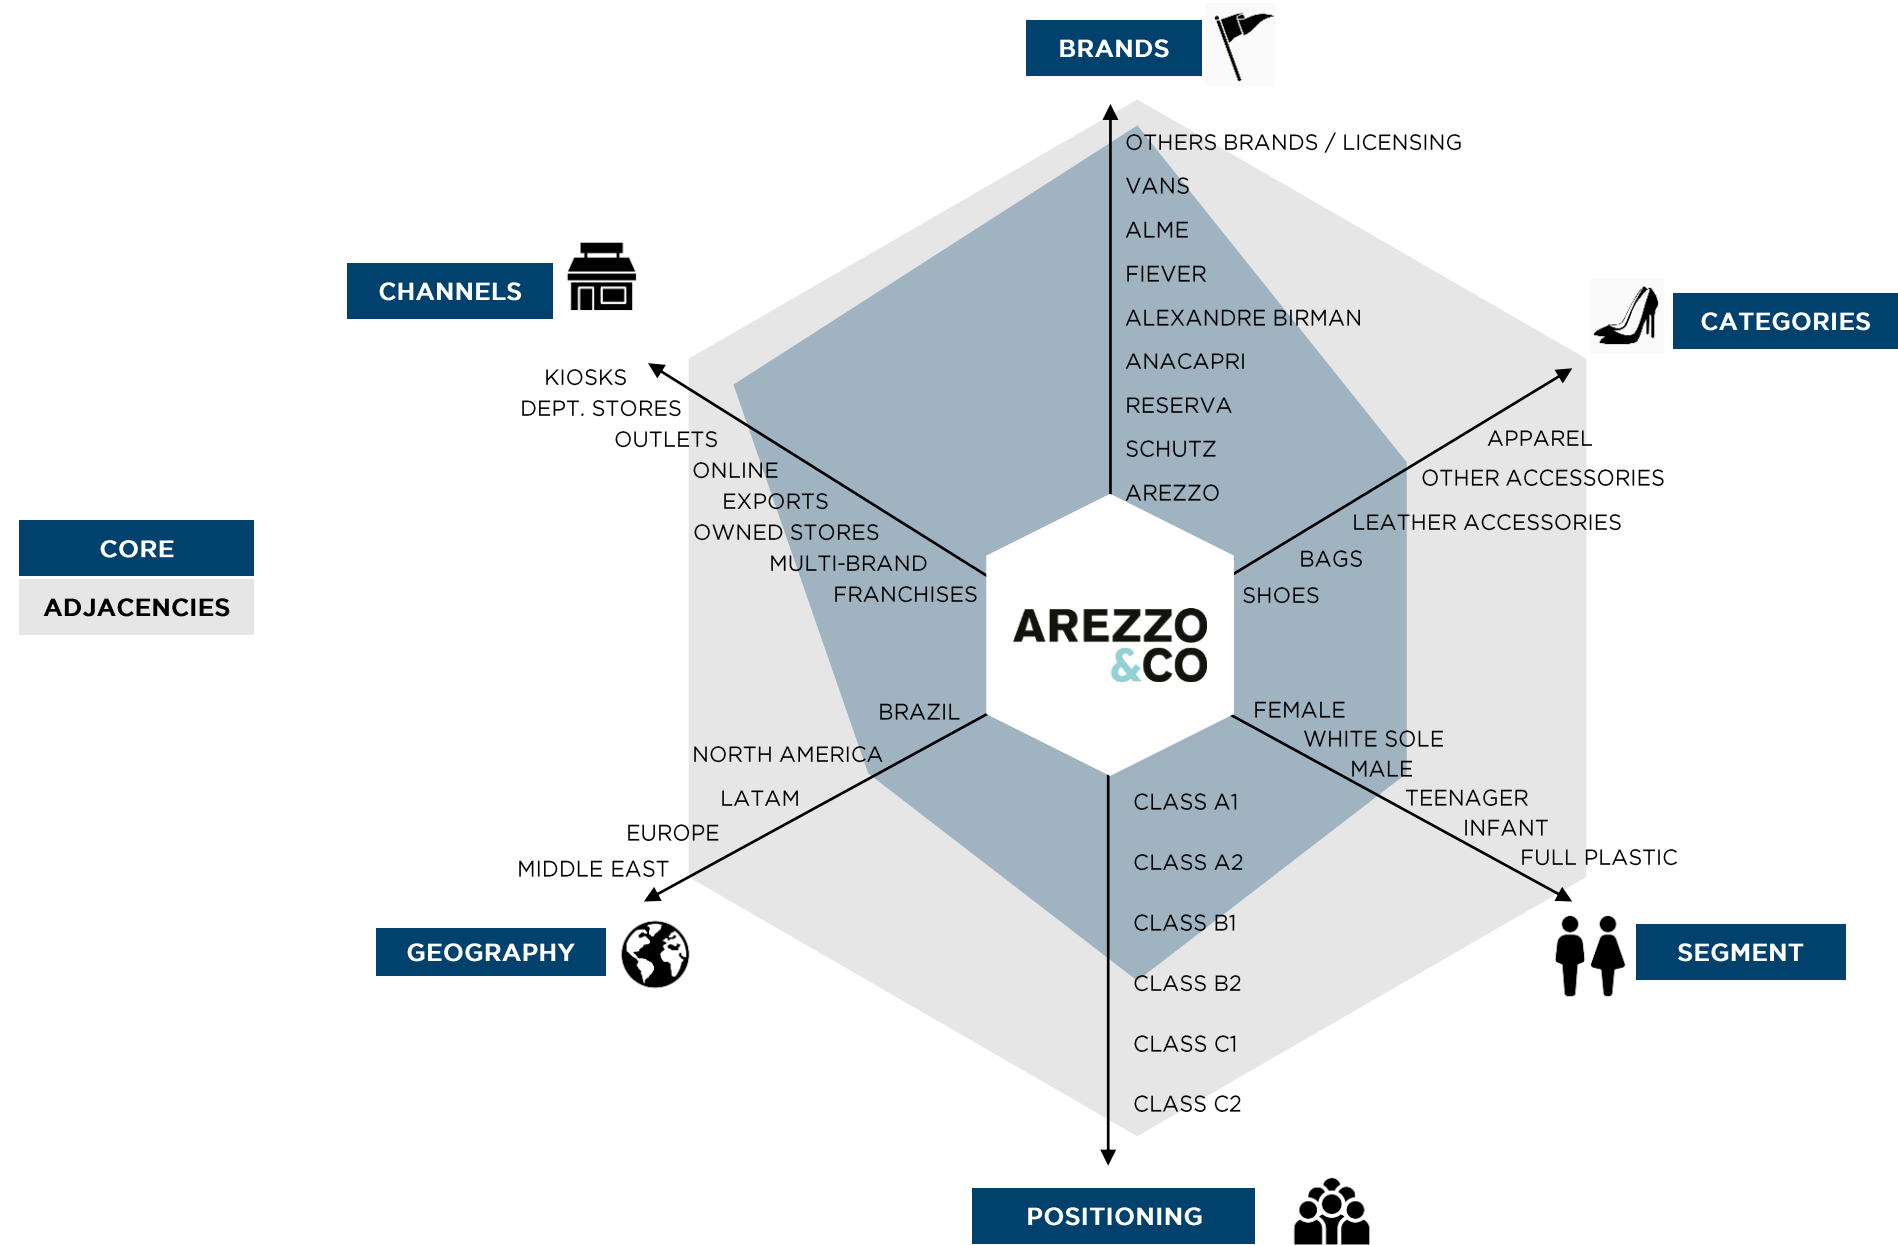 BRANDS
OTHERS BRANDS / LICENSING
VANS
ALME
FIEVER
ALEXANDRE BIRMAN
ANACAPRI
RESERVA
SCHUTZ
AREZZO
CHANNELS
KIOSKS
DEPT. STORES
OUTLETS
ONLINE
EXPORTS
OWNED STORES
MULTI-BRAND
FRANCHISES
CATEGORIES
APPAREL
OTHER ACCESSORIES
LEATHER ACCESSORIES
BAGS
SHOES
CORE
ADJACENCIES
AREZZO
&CO
BRAZIL
NORTH AMERICA
LATAM
EUROPE
MIDDLE EAST
GEOGRAPHY
FEMALE
WHITE SOLE
MALE
TEENAGER
INFANT
FULL PLASTIC
SEGMENT
CLASS A1
CLASS A2
CLASS B1
CLASS B2
CLASS C1
CLASS C2
POSITIONING